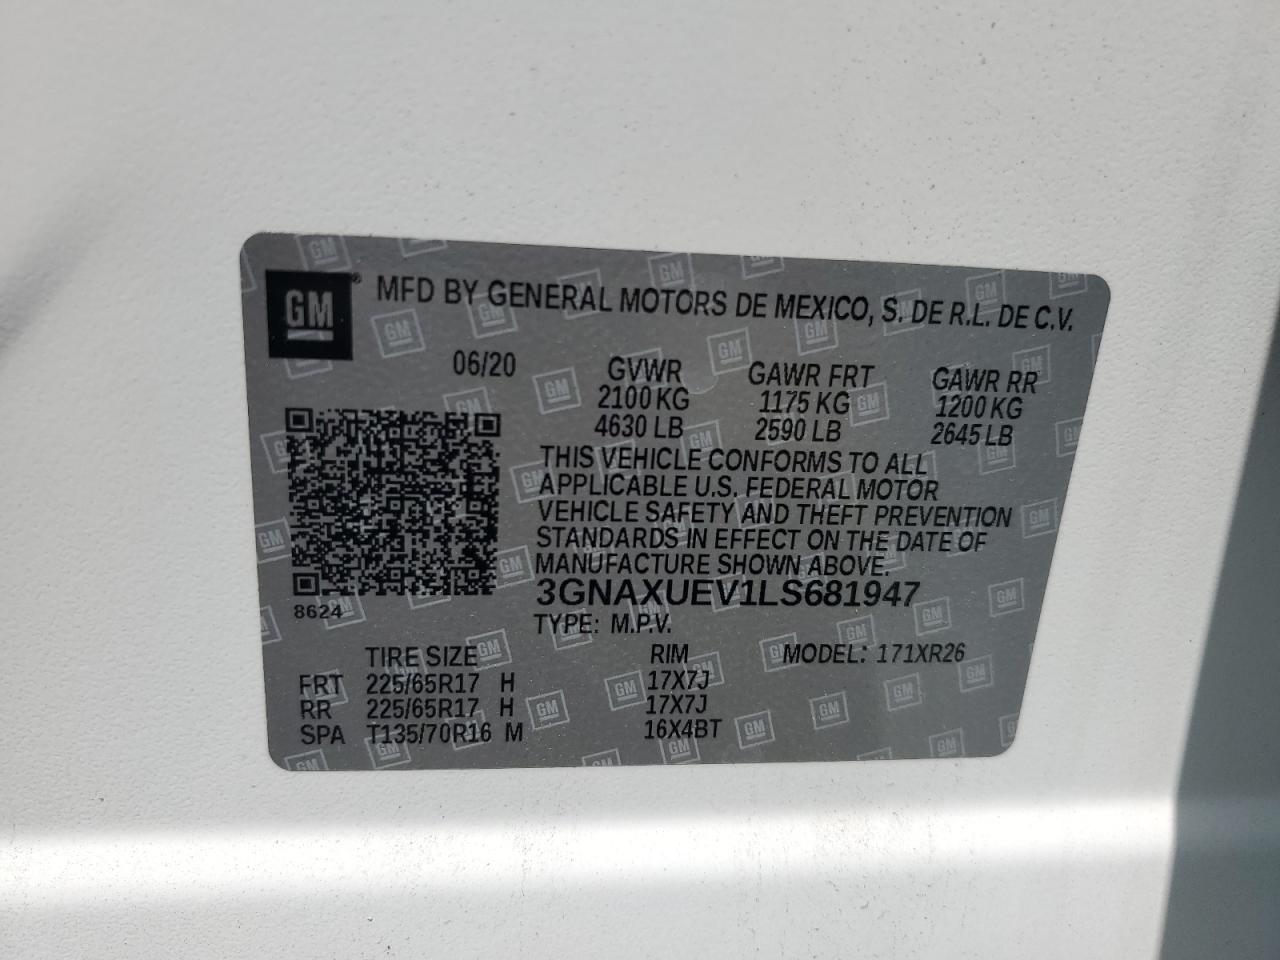 GM® MFD BY GENERAL MOTORS DE MEXICO, S. DE R.L. DE C.V.
06/20 GVWR GAWR FRT GAWR RR
2100 KG 1175 KG 1200 KG
4630 LB 2590 LB 2645 LB
THIS VEHICLE CONFORMS TO ALL
APPLICABLE U.S. FEDERAL MOTOR
VEHICLE SAFETY AND THEFT PREVENTION
STANDARDS IN EFFECT ON THE DATE OF
MANUFACTURE SHOWN ABOVE.
3GNAXUEV1LS681947
8624
TYPE: M.P.V.
TIRE SIZE RIM MODEL: 171XR26
FRT 225/65R17 H 17X7J
RR 225/65R17 H 17X7J
SPA T135/70R16 M 16X4BT